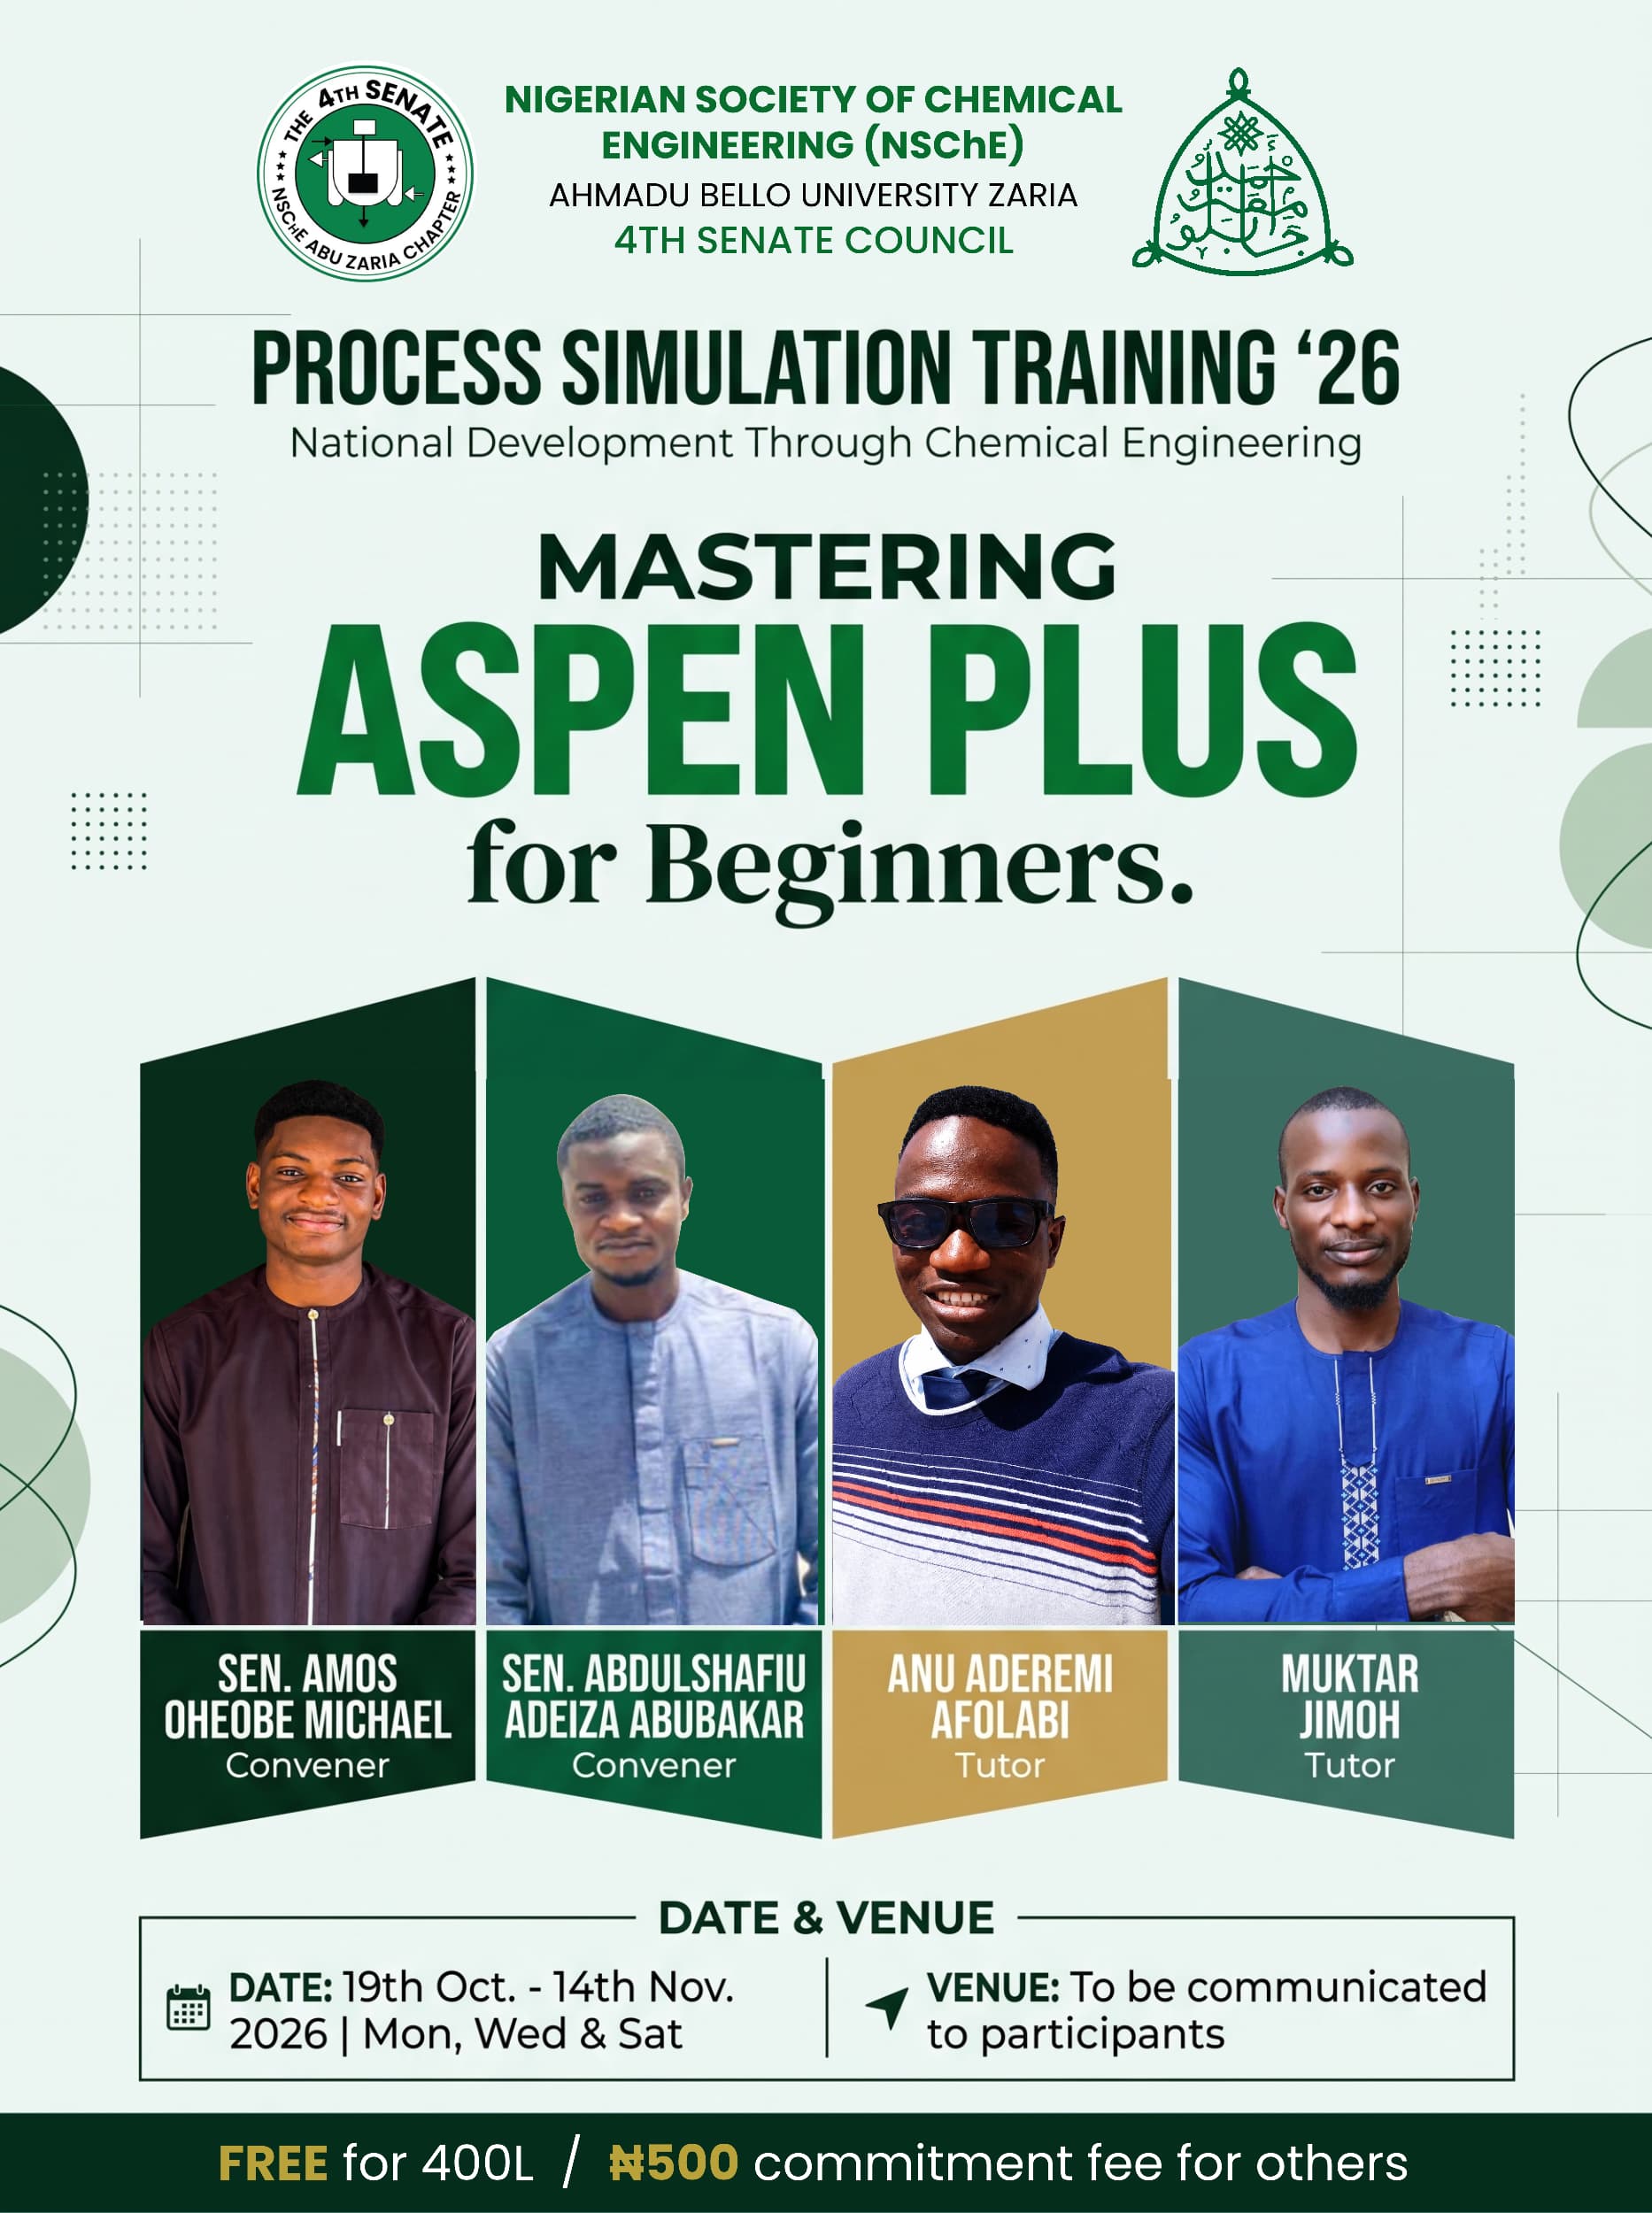 THE 4TH SENATE
NSChE ABU ZARIA CHAPTER
NIGERIAN SOCIETY OF CHEMICAL
ENGINEERING (NSChE)
AHMADU BELLO UNIVERSITY ZARIA
4TH SENATE COUNCIL
PROCESS SIMULATION TRAINING ‘26
National Development Through Chemical Engineering
MASTERING
ASPEN PLUS
for Beginners.
SEN. AMOS
OHEOBE MICHAEL
Convener
SEN. ABDULSHAFIU
ADEIZA ABUBAKAR
Convener
ANU ADEREMI
AFOLABI
Tutor
MUKTAR
JIMOH
Tutor
DATE & VENUE
DATE: 19th Oct. - 14th Nov.
2026 | Mon, Wed & Sat
VENUE: To be communicated
to participants
FREE for 400L / ₦500 commitment fee for others